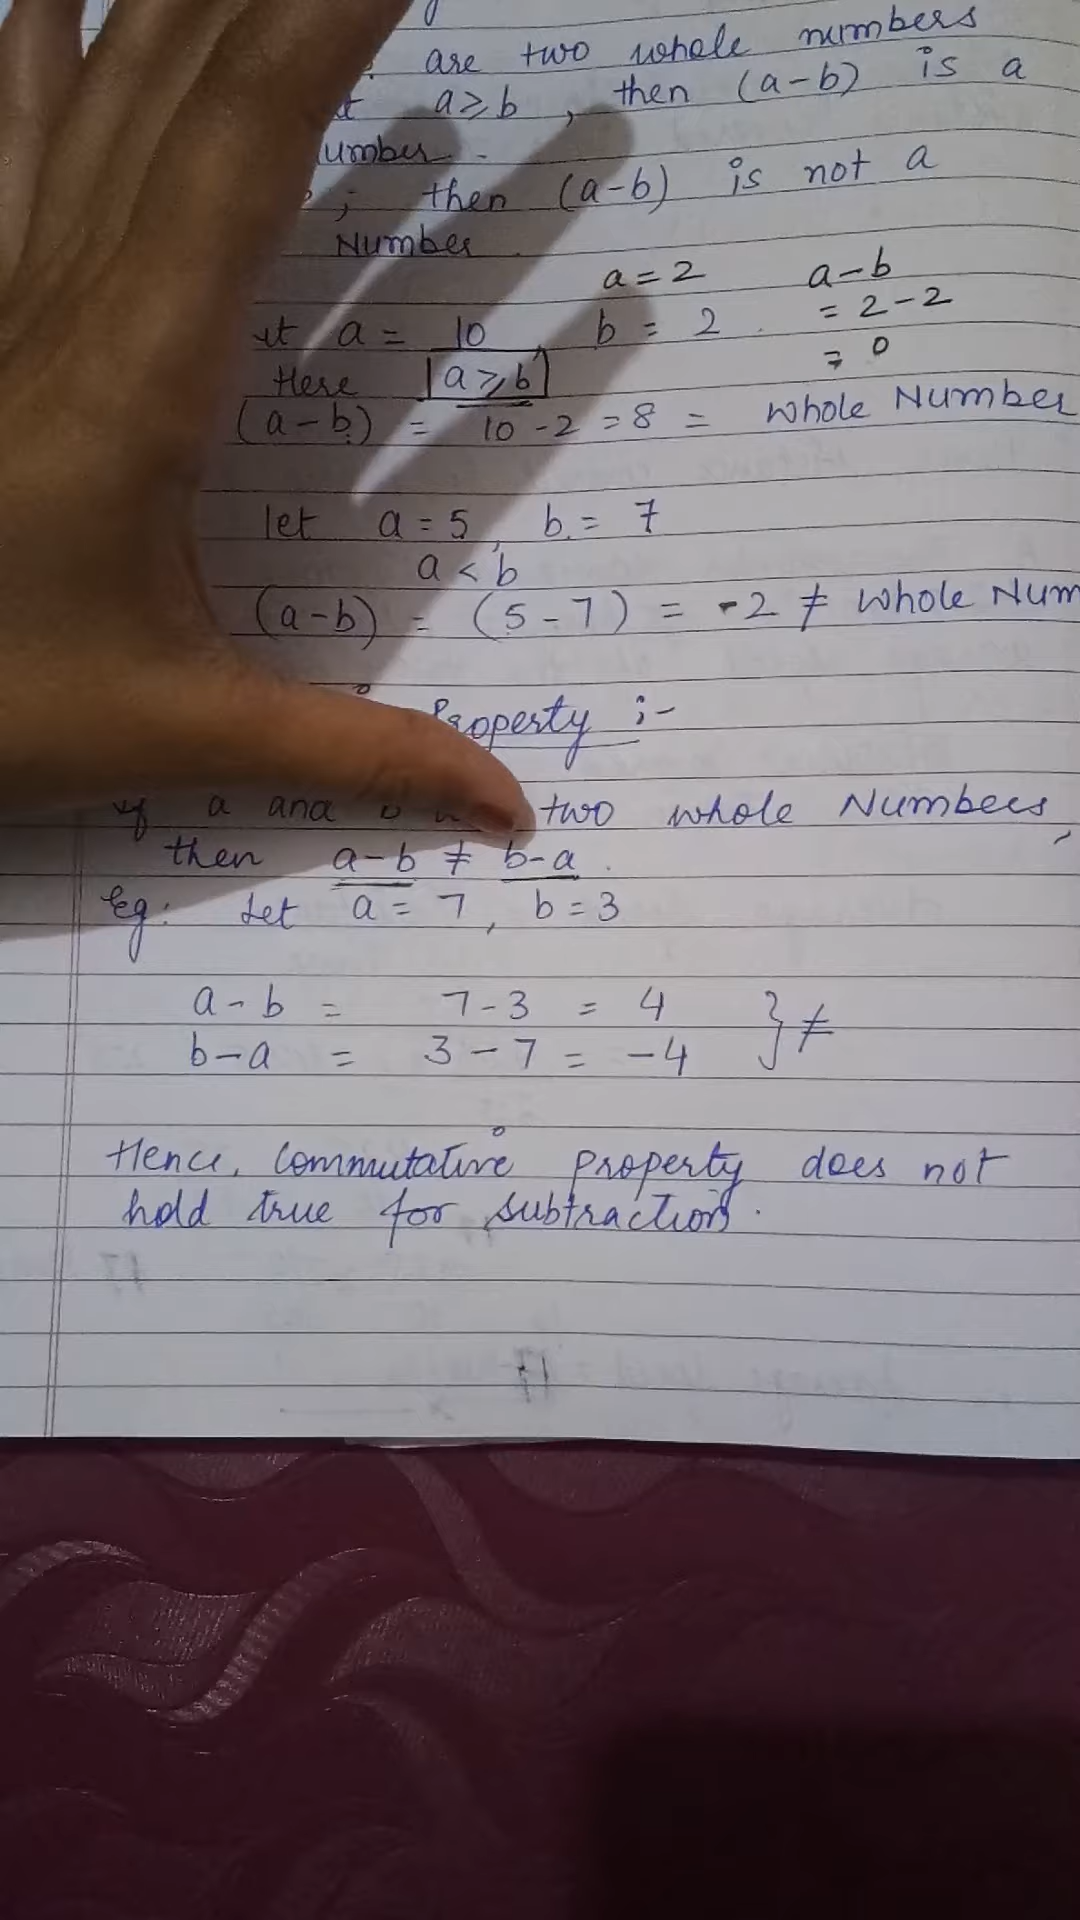 are two whole numbers
a ≥ b , then (a-b) is a
umber.
; then (a-b) is not a
Number
a = 2 a-b
= 2-2
= 0
a = 10 , b = 2 .
Here a ≥ b
(a-b) = 10 - 2 = 8 = Whole Number
let a = 5 , b = 7
a < b
(a-b) = (5-7) = -2 ≠ Whole Num
Property :-
If a and b two whole Numbers,
then a-b ≠ b-a .
Eg: Let a = 7 , b = 3
a - b = 7-3 = 4 } ≠
b-a = 3-7 = -4
Hence, Commutative property does not
hold true for subtraction.